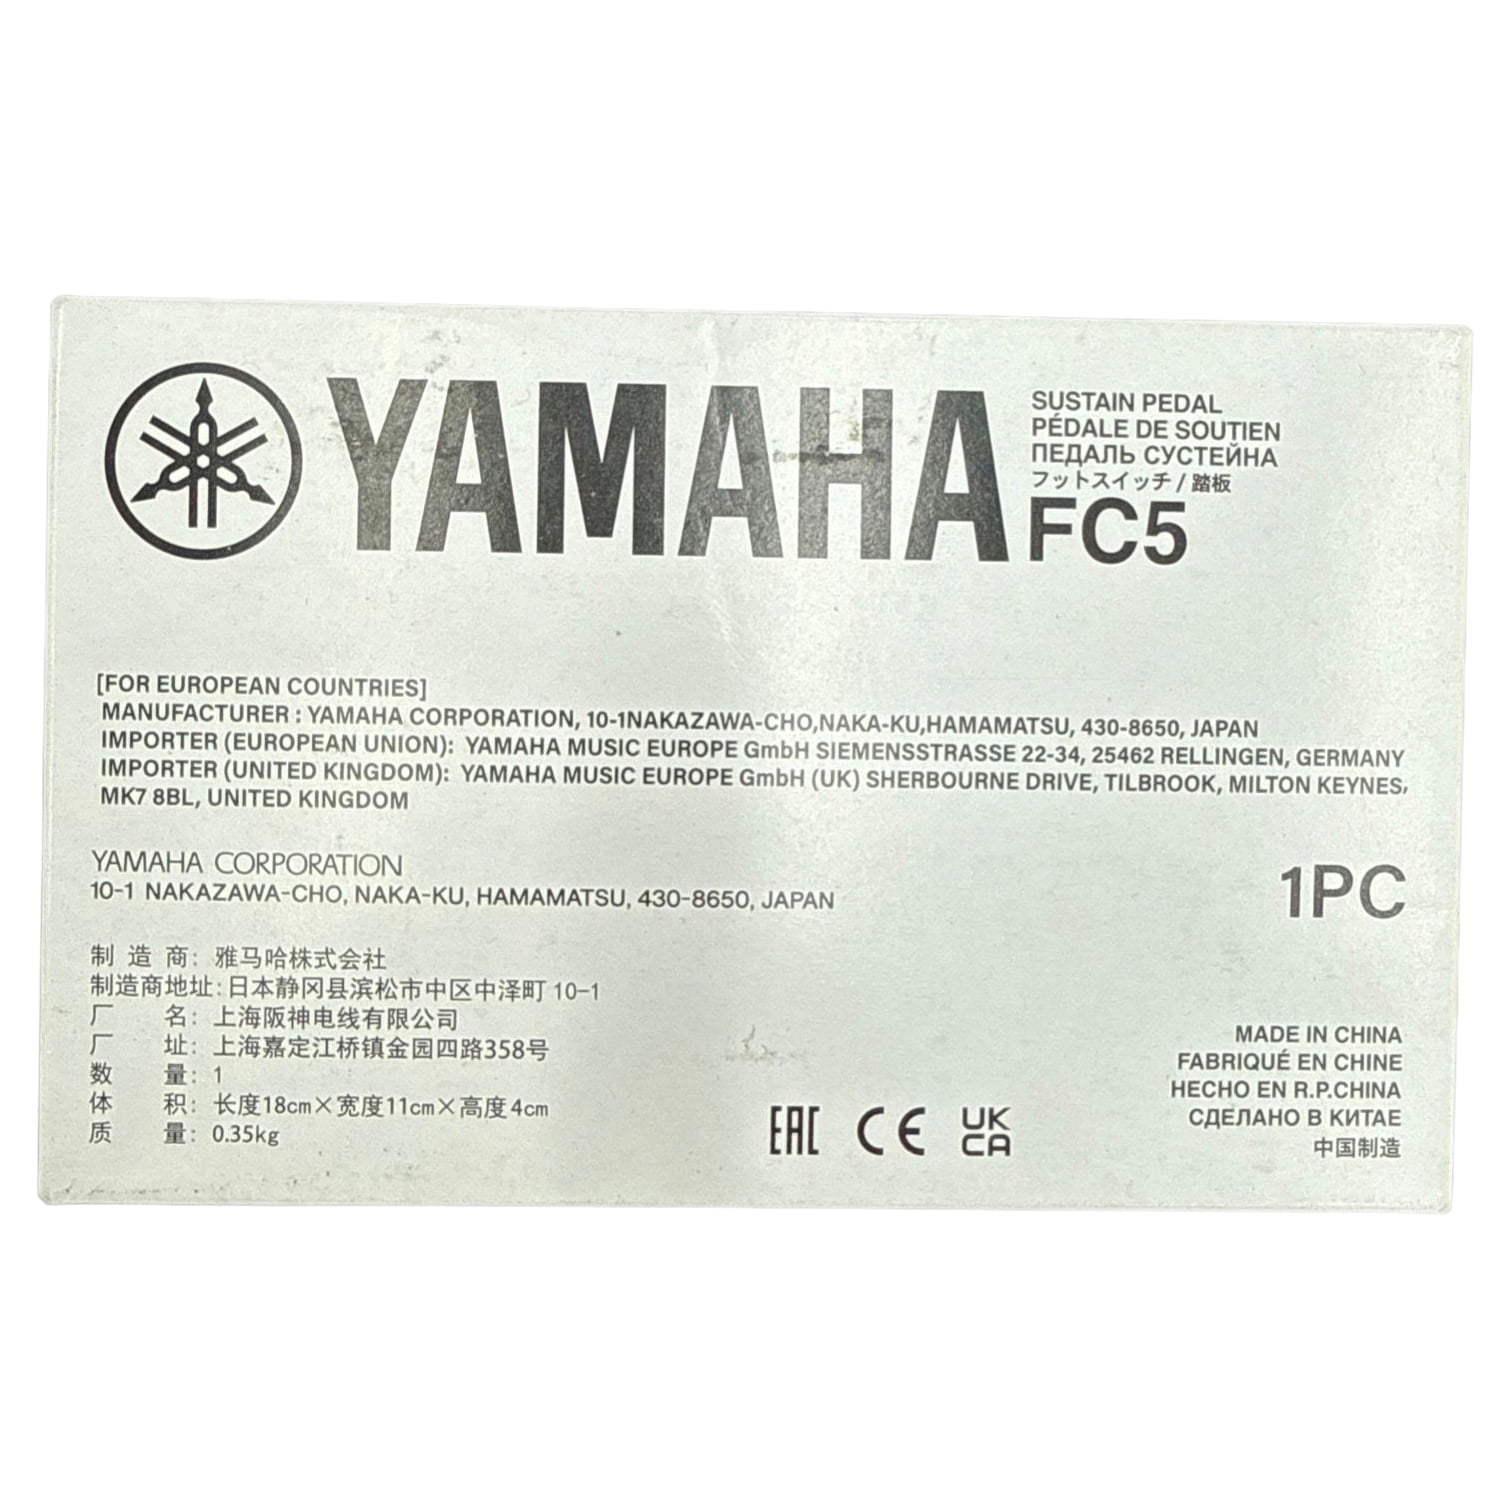 YAMAHA
SUSTAIN PEDAL
PÉDALE DE SOUTIEN
ПЕДАЛЬ СУСТЕЙНА
フットスイッチ / 踏板
FC5
[FOR EUROPEAN COUNTRIES]
MANUFACTURER : YAMAHA CORPORATION, 10-1NAKAZAWA-CHO,NAKA-KU,HAMAMATSU, 430-8650, JAPAN
IMPORTER (EUROPEAN UNION): YAMAHA MUSIC EUROPE GmbH SIEMENSSTRASSE 22-34, 25462 RELLINGEN, GERMANY
IMPORTER (UNITED KINGDOM): YAMAHA MUSIC EUROPE GmbH (UK) SHERBOURNE DRIVE, TILBROOK, MILTON KEYNES,
MK7 8BL, UNITED KINGDOM
YAMAHA CORPORATION
10-1 NAKAZAWA-CHO, NAKA-KU, HAMAMATSU, 430-8650, JAPAN
1PC
制 造 商: 雅马哈株式会社
制造商地址: 日本静冈县滨松市中区中泽町 10-1
厂 名: 上海阪神电线有限公司
厂 址: 上海嘉定江桥镇金园四路358号
数 量: 1
体 积: 长度18cm×宽度11cm×高度4cm
质 量: 0.35kg
EAC CE UK
CA
MADE IN CHINA
FABRIQUÉ EN CHINE
HECHO EN R.P.CHINA
СДЕЛАНО В КИТАЕ
中国制造